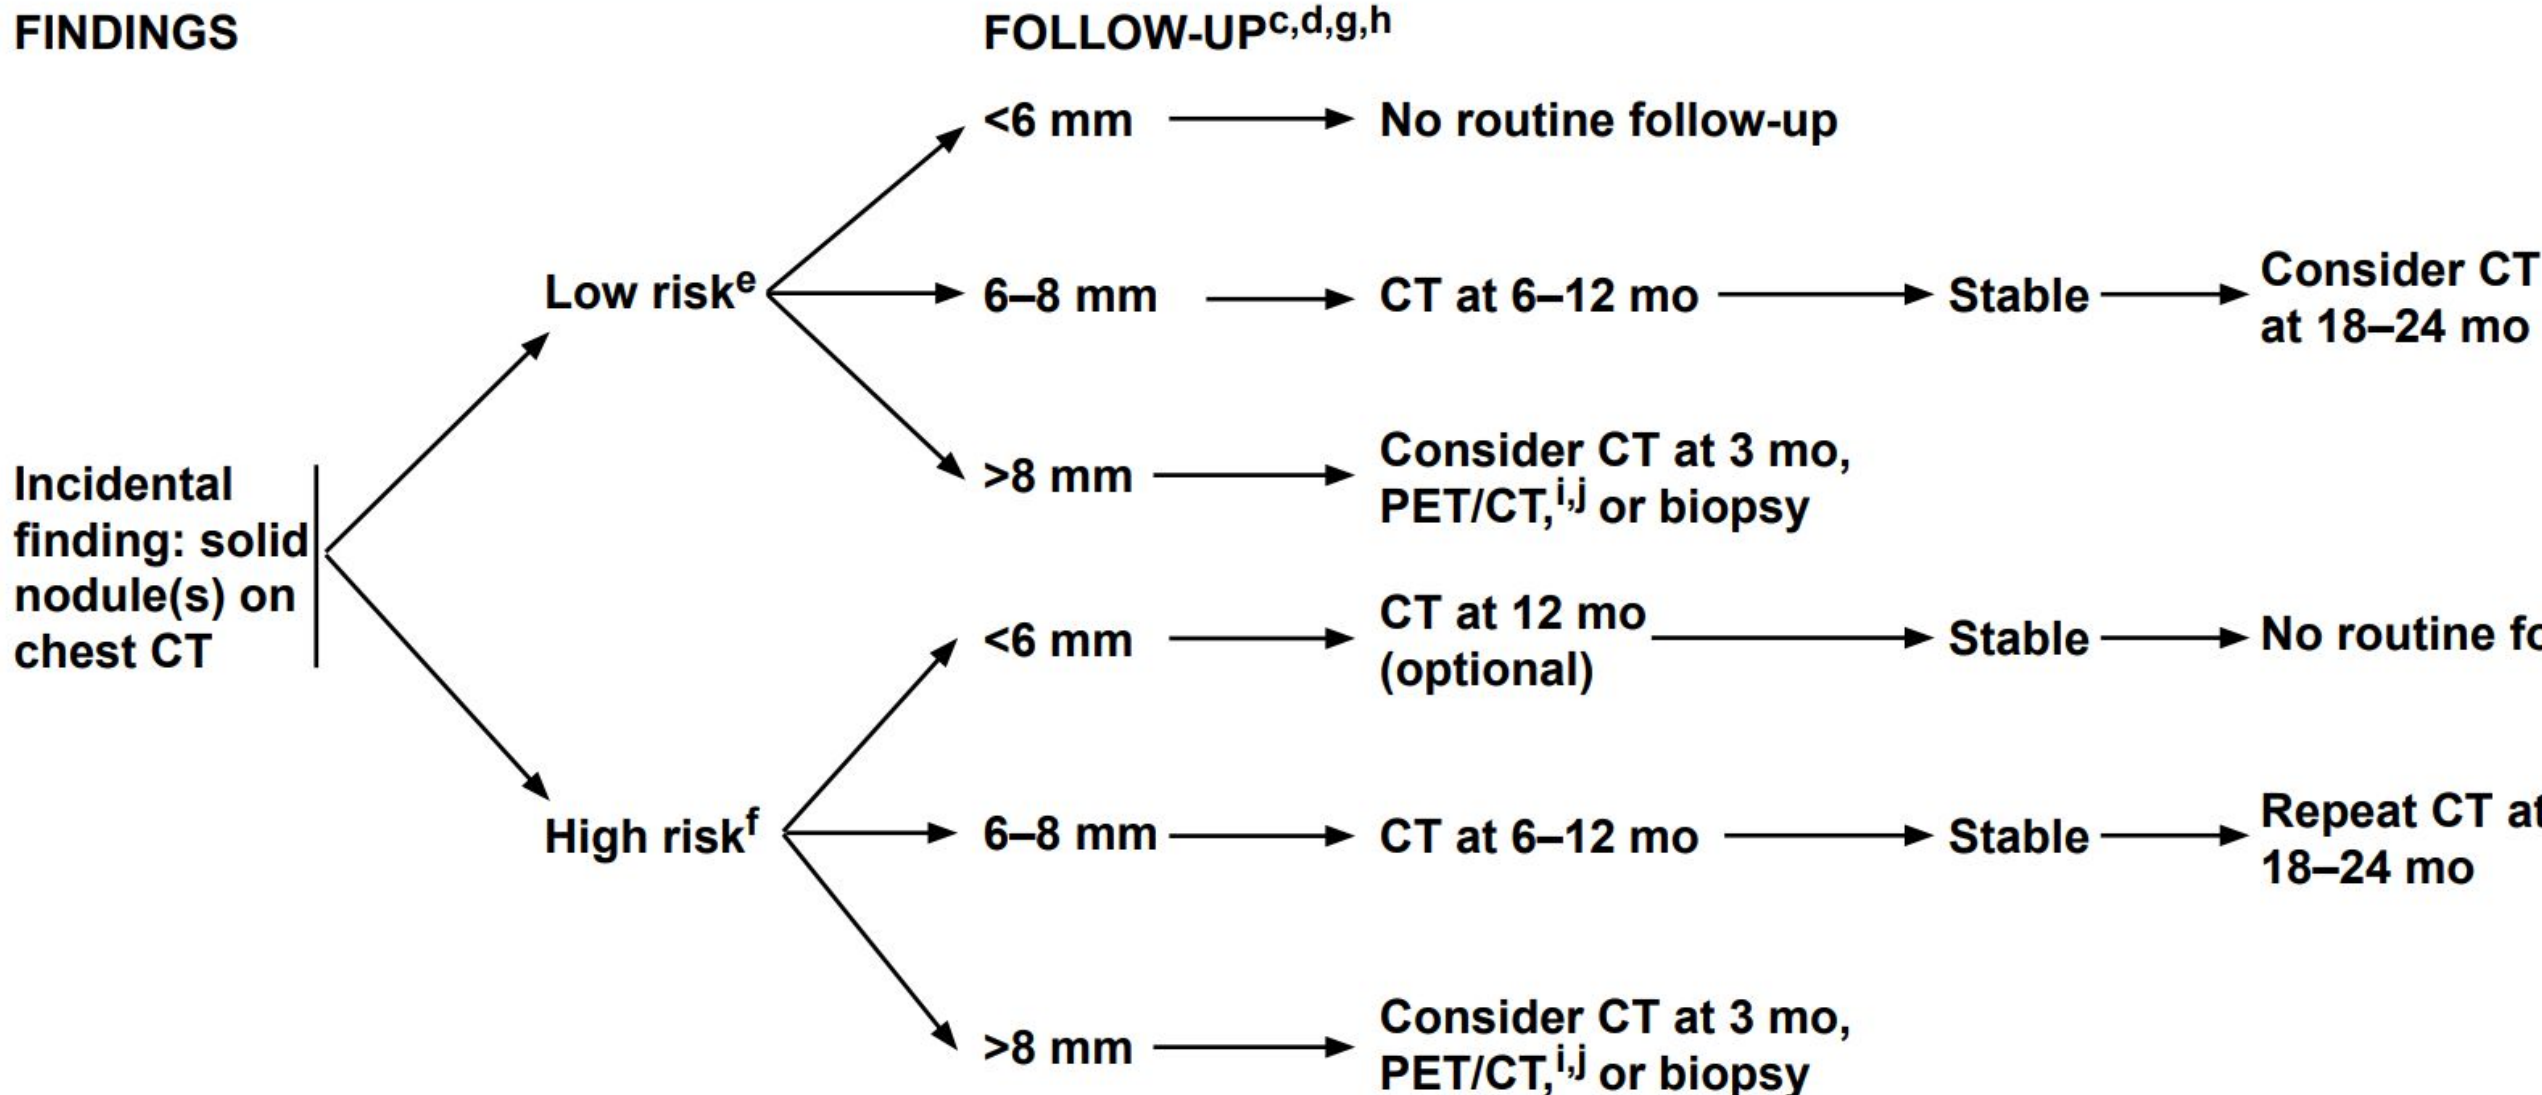 FINDINGS
FOLLOW-UPc,d,g,h
<6 mm
No routine follow-up
Low riske
6–8 mm
CT at 6–12 mo
Stable
Consider CT
at 18–24 mo
>8 mm
Consider CT at 3 mo,
PET/CT,i,j or biopsy
Incidental
finding: solid
nodule(s) on
chest CT
<6 mm
CT at 12 mo
(optional)
Stable
No routine fo
High riskf
6–8 mm
CT at 6–12 mo
Stable
Repeat CT at
18–24 mo
>8 mm
Consider CT at 3 mo,
PET/CT,i,j or biopsy